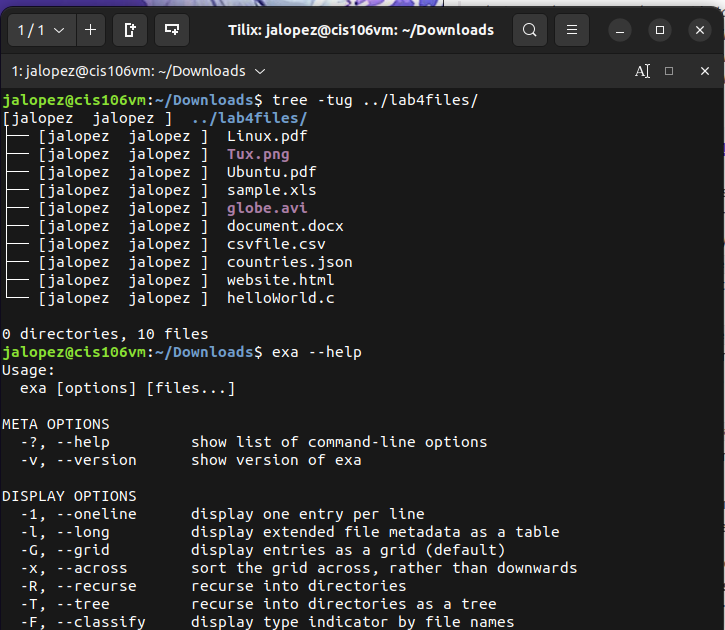 1 / 1
Tilix: jalopez@cis106vm: ~/Downloads
1: jalopez@cis106vm: ~/Downloads
jalopez@cis106vm:~/Downloads$ tree -tug ../lab4files/
[jalopez  jalopez ]  ../lab4files/
├── [jalopez  jalopez ]  Linux.pdf
├── [jalopez  jalopez ]  Tux.png
├── [jalopez  jalopez ]  Ubuntu.pdf
├── [jalopez  jalopez ]  sample.xls
├── [jalopez  jalopez ]  globe.avi
├── [jalopez  jalopez ]  document.docx
├── [jalopez  jalopez ]  csvfile.csv
├── [jalopez  jalopez ]  countries.json
├── [jalopez  jalopez ]  website.html
└── [jalopez  jalopez ]  helloWorld.c
0 directories, 10 files
jalopez@cis106vm:~/Downloads$ exa --help
Usage:
  exa [options] [files...]
META OPTIONS
  -?, --help         show list of command-line options
  -v, --version      show version of exa
DISPLAY OPTIONS
  -1, --oneline      display one entry per line
  -l, --long         display extended file metadata as a table
  -G, --grid         display entries as a grid (default)
  -x, --across       sort the grid across, rather than downwards
  -R, --recurse      recurse into directories
  -T, --tree         recurse into directories as a tree
  -F, --classify     display type indicator by file names